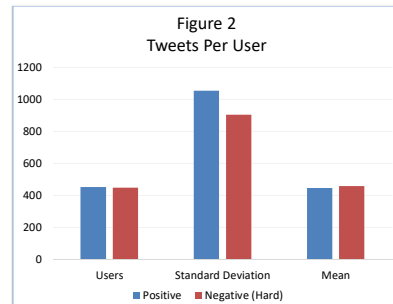 Figure 2
Tweets Per User
1200
1000
800
600
400
200
0
Users Standard Deviation Mean
Positive Negative (Hard)